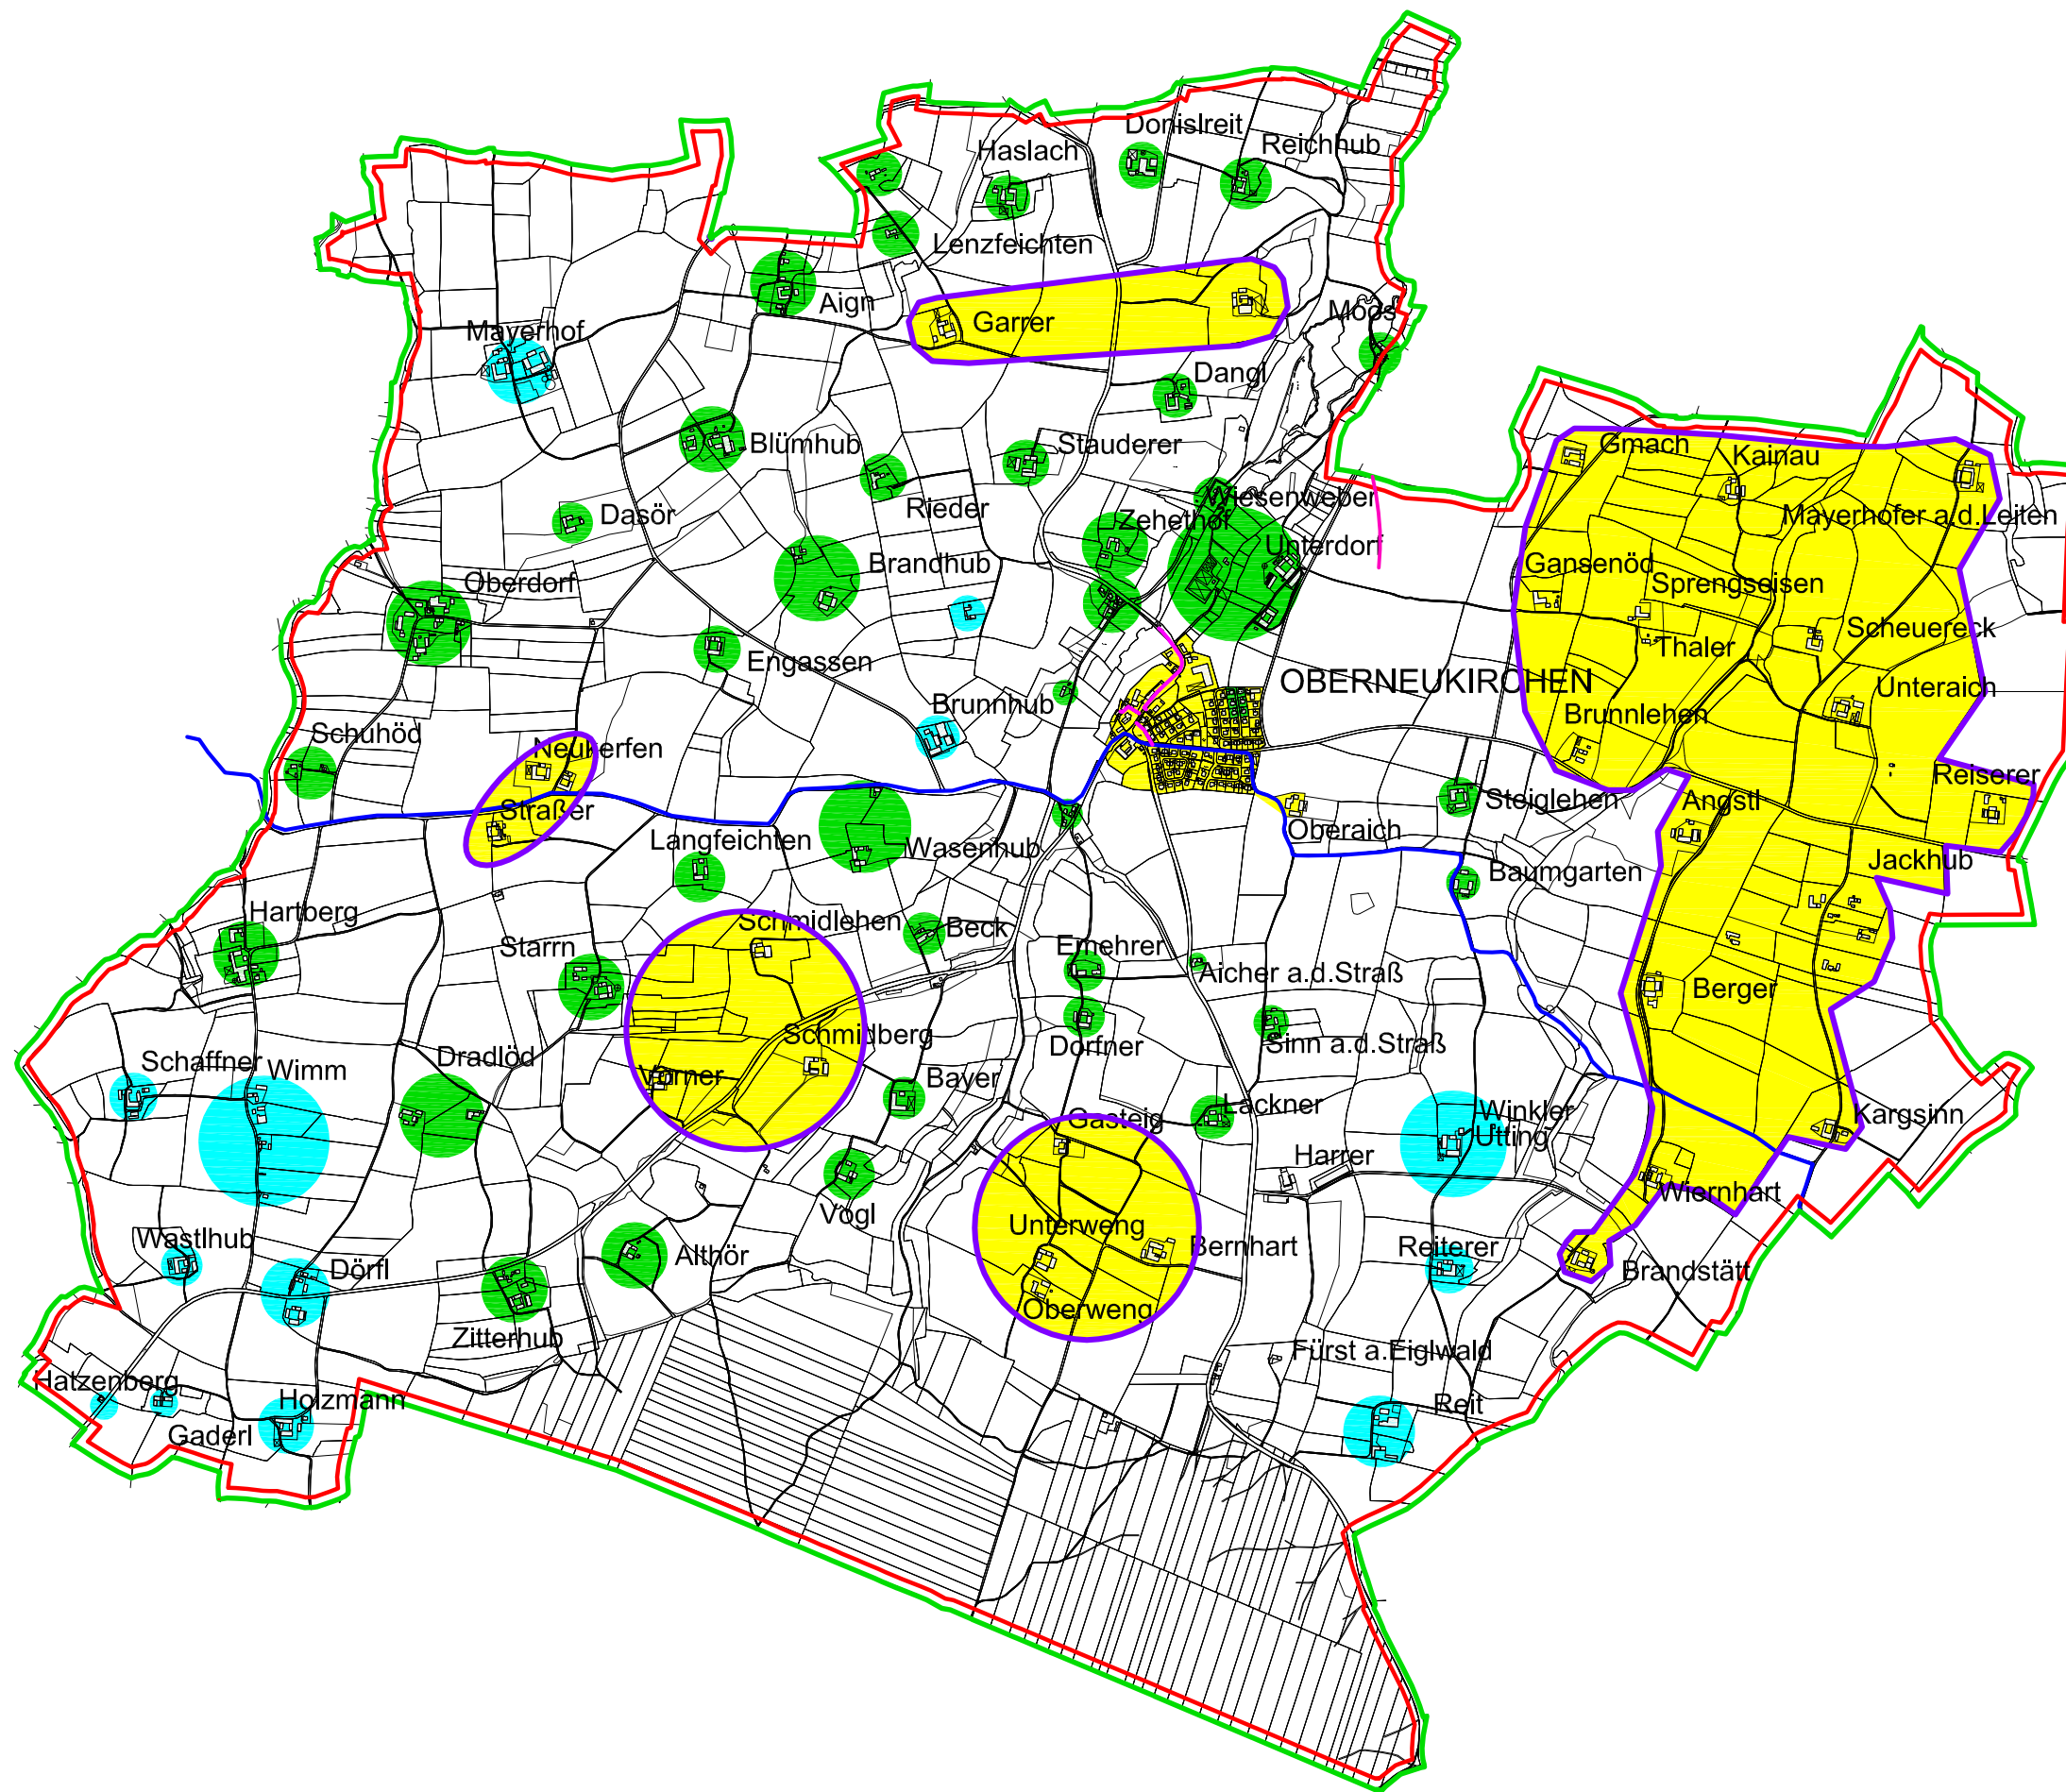 Donislreit
Haslach
Reichhub
Lenzfeichten
Aign
Garrer
Moos
Mayerhof
Dangl
Blümhub
Stauderer
Gmach
Kainau
Rieder
Wiesenweber
Dasör
Zehethof
Mayerhofer a.d.Leiten
Unterdorf
Brandhub
Gansenöd
Oberdorf
Sprengseisen
Scheuereck
Thaler
Engassen
OBERNEUKIRCHEN
Unteraich
Brunnhub
Brunnlehen
Schuhöd
Neukerfen
Reiserer
Steiglehen
Angstl
Straßer
Oberaich
Langfeichten
Wasenhub
Jackhub
Baumgarten
Hartberg
Schmidlehen
Beck
Starrn
Emehrer
Aicher a.d.Straß
Berger
Schmidberg
Dorfner
Sinn a.d.Straß
Schaffner
Wimm
Dradlöd
Vorner
Bayer
Lackner
Winkler
Gasteig
Utting
Kargsinn
Harrer
Wiernhart
Vogl
Unterweng
Wastlhub
Althör
Bernhart
Reiterer
Dörfl
Brandstätt
Oberweng
Zitterhub
Fürst a.Eiglwald
Hatzenberg
Holzmann
Reit
Gaderl